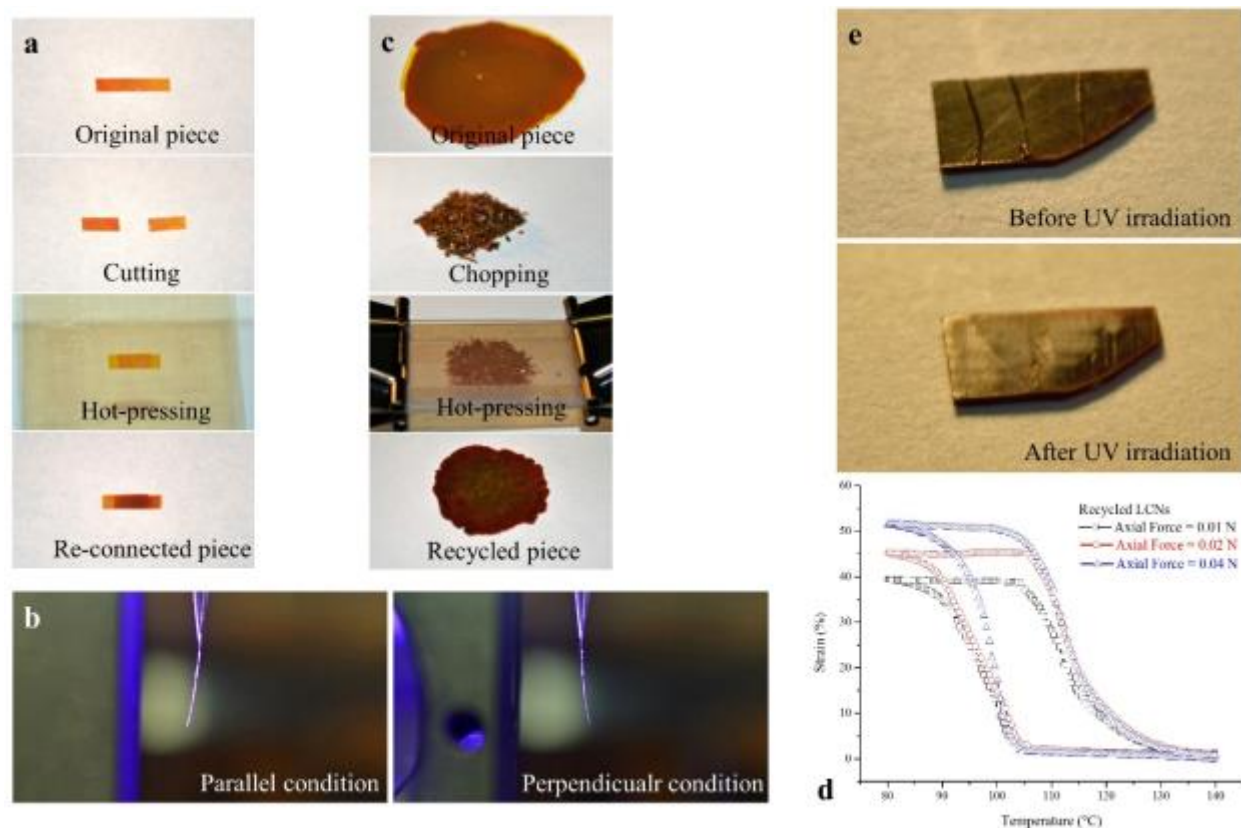 a
Original piece
Cutting
Hot-pressing
Re-connected piece
c
Original piece
Chopping
Hot-pressing
Recycled piece
e
Before UV irradiation
After UV irradiation
b
Parallel condition
Perpendicualr condition
d
Recycled LCNs
Axial Force = 0.01 N
Axial Force = 0.02 N
Axial Force = 0.04 N
Strain (%)
60
50
40
30
20
10
0
80 90 100 110 120 130 140
Temperature (°C)